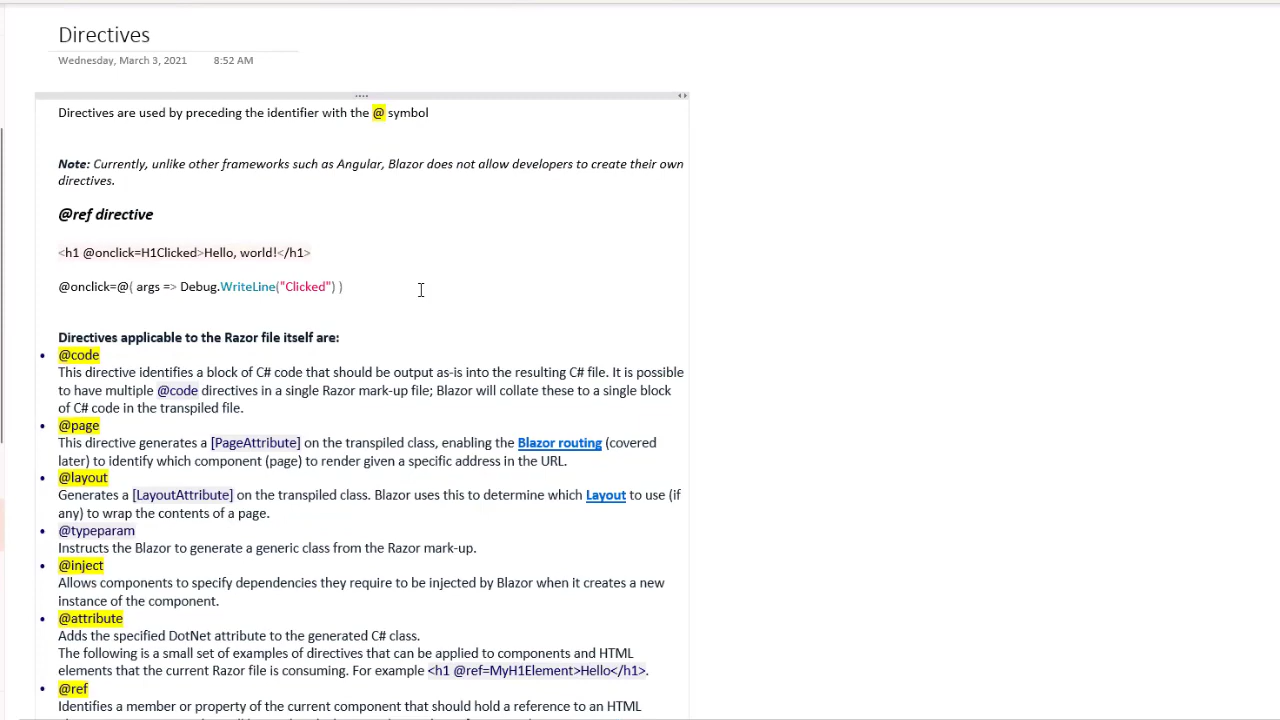 Directives
Wednesday, March 3, 2021 8:52 AM
Directives are used by preceding the identifier with the @ symbol
Note: Currently, unlike other frameworks such as Angular, Blazor does not allow developers to create their own
directives.
@ref directive
<h1 @onclick=H1Clicked>Hello, world!</h1>
@onclick=@( args => Debug.WriteLine("Clicked") )
Directives applicable to the Razor file itself are:
• @code
This directive identifies a block of C# code that should be output as-is into the resulting C# file. It is possible
to have multiple @code directives in a single Razor mark-up file; Blazor will collate these to a single block
of C# code in the transpiled file.
• @page
This directive generates a [PageAttribute] on the transpiled class, enabling the Blazor routing (covered
later) to identify which component (page) to render given a specific address in the URL.
• @layout
Generates a [LayoutAttribute] on the transpiled class. Blazor uses this to determine which Layout to use (if
any) to wrap the contents of a page.
• @typeparam
Instructs the Blazor to generate a generic class from the Razor mark-up.
• @inject
Allows components to specify dependencies they require to be injected by Blazor when it creates a new
instance of the component.
• @attribute
Adds the specified DotNet attribute to the generated C# class.
The following is a small set of examples of directives that can be applied to components and HTML
elements that the current Razor file is consuming. For example <h1 @ref=MyH1Element>Hello</h1>.
• @ref
Identifies a member or property of the current component that should hold a reference to an HTML